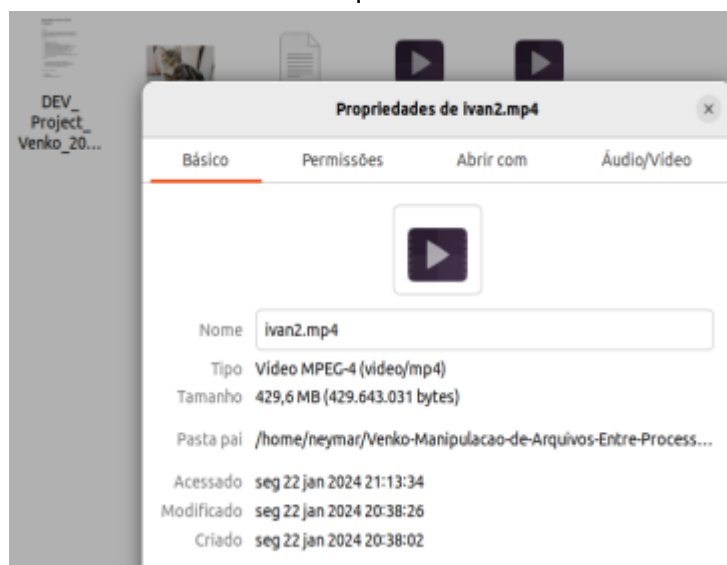 DEV_
Project_
Venko_20...
Propriedades de ivan2.mp4
Básico Permissões Abrir com Áudio/Vídeo
Nome ivan2.mp4
Tipo Vídeo MPEG-4 (video/mp4)
Tamanho 429,6 MB (429.643.031 bytes)
Pasta pai /home/neymar/Venko-Manipulacao-de-Arquivos-Entre-Process...
Acessado seg 22 jan 2024 21:13:34
Modificado seg 22 jan 2024 20:38:26
Criado seg 22 jan 2024 20:38:02